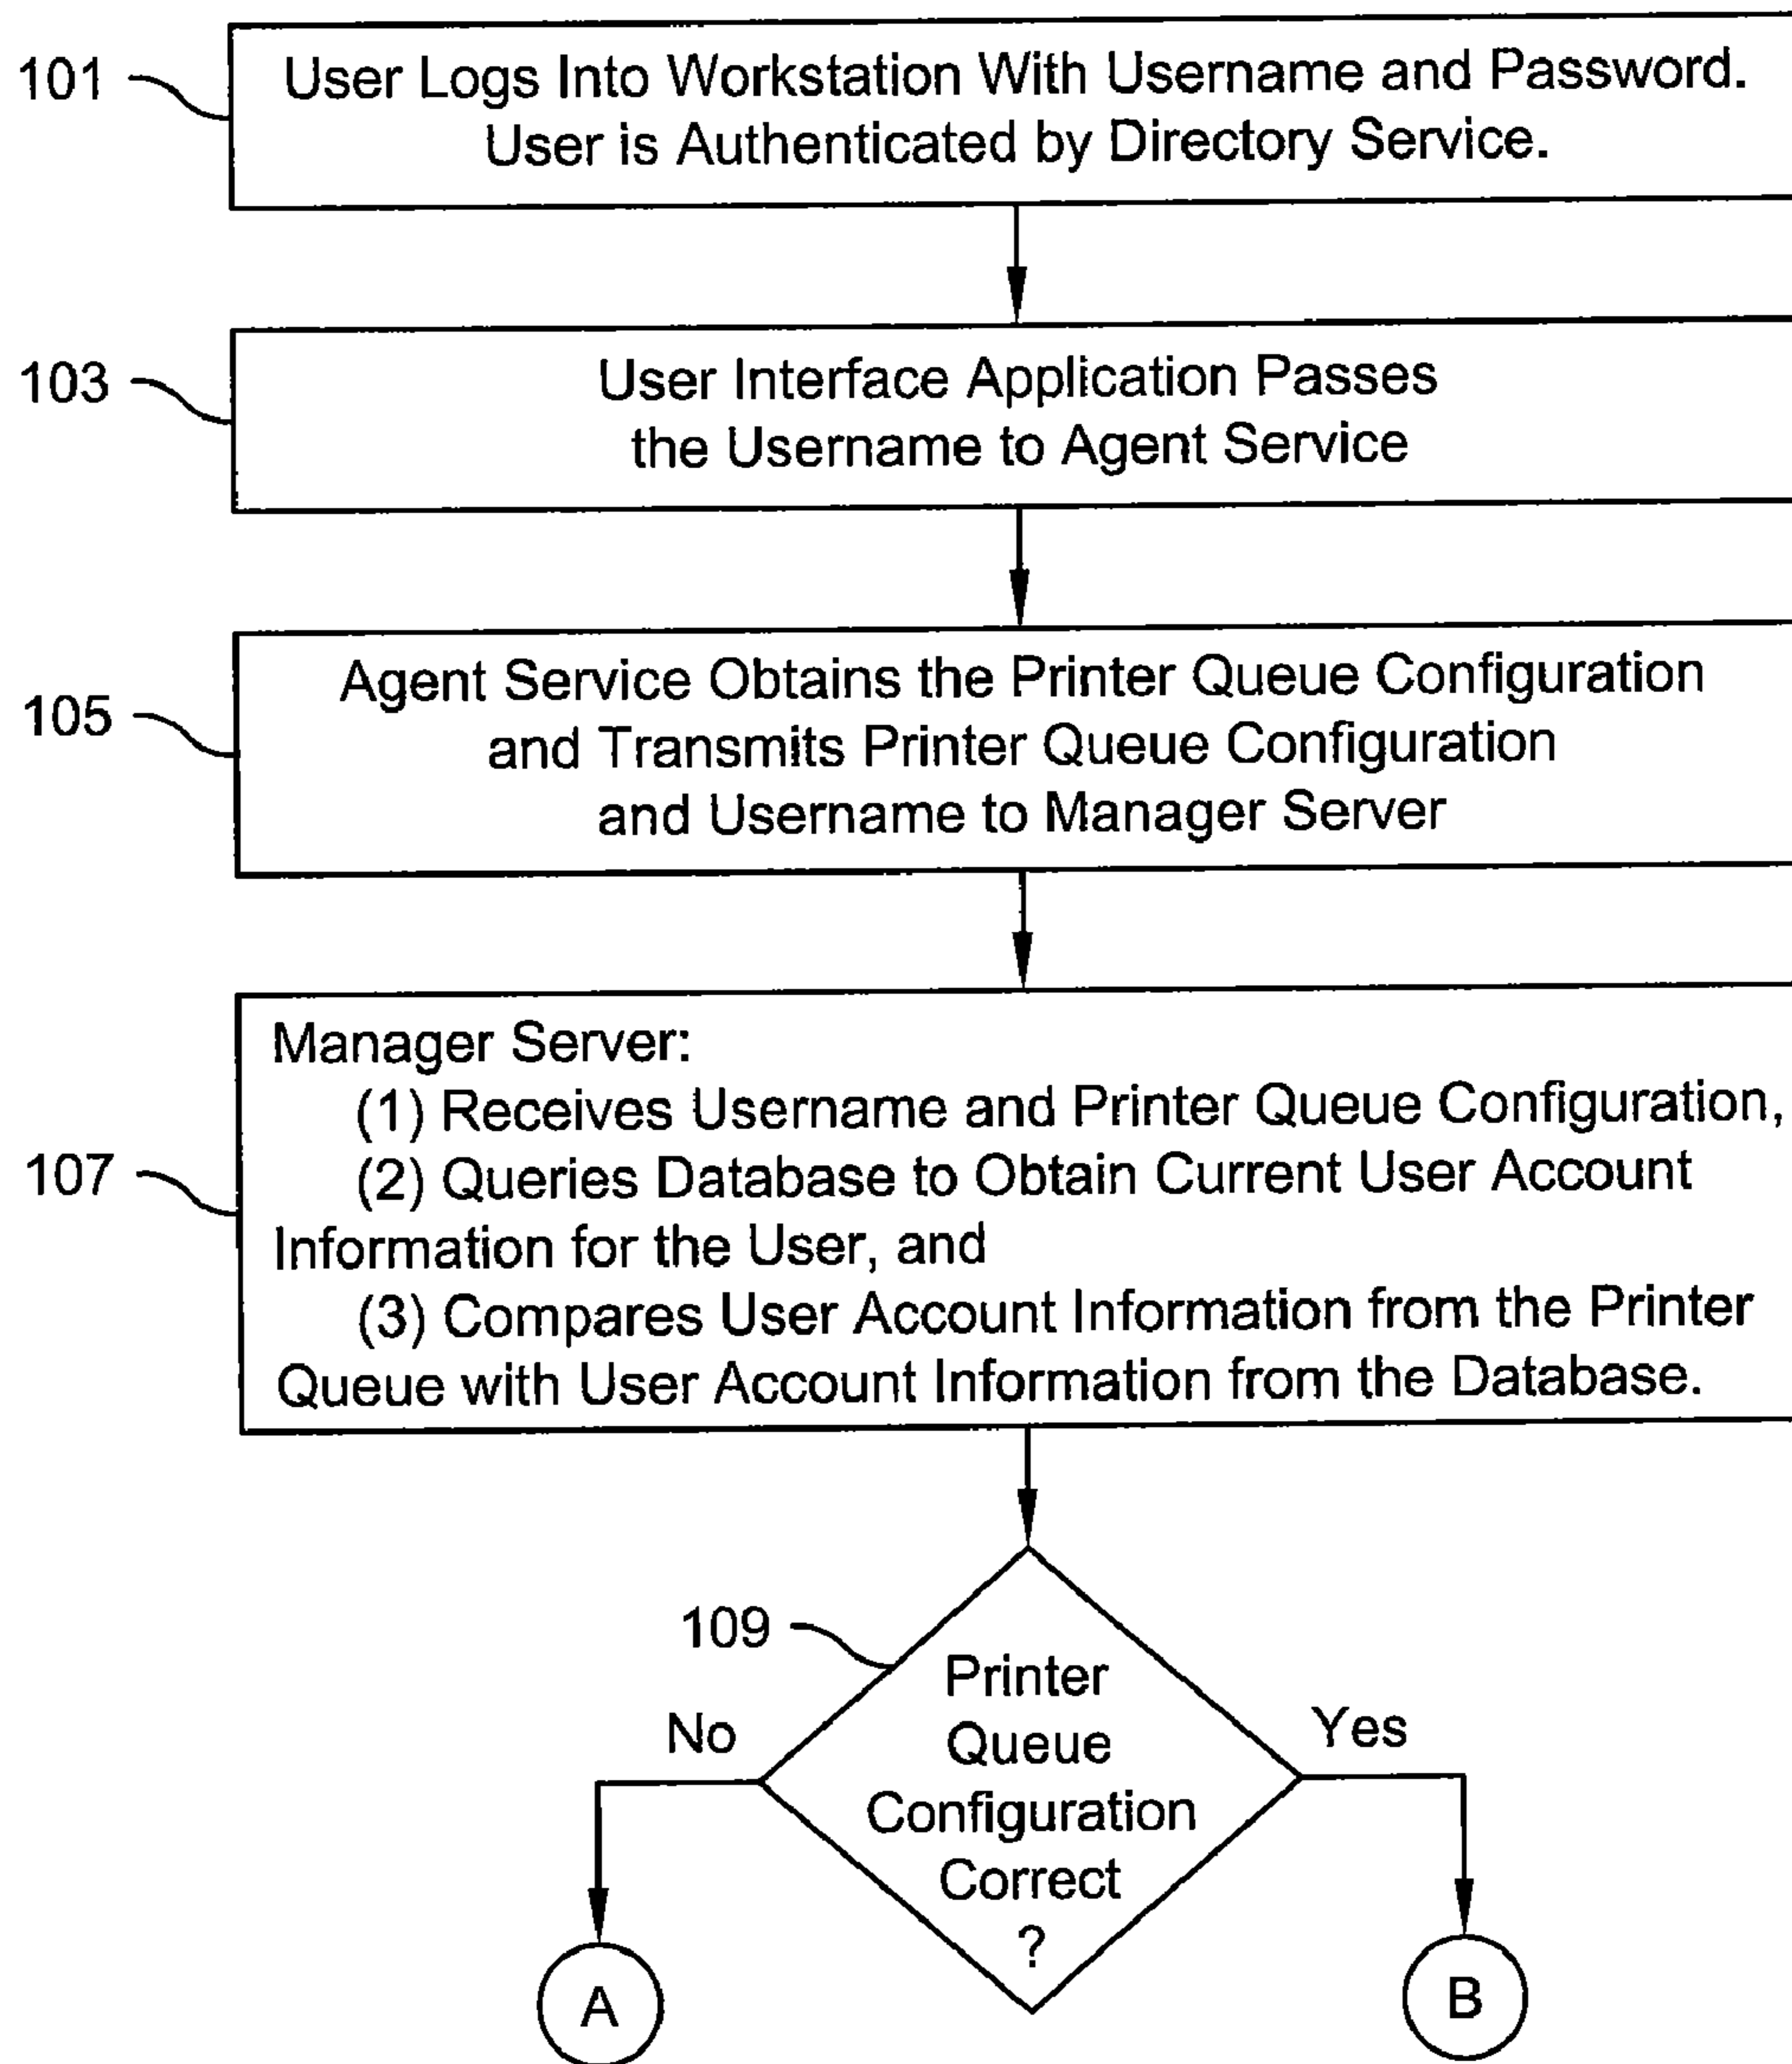 101
User Logs Into Workstation With Username and Password.
User is Authenticated by Directory Service.
103
User Interface Application Passes
the Username to Agent Service
105
Agent Service Obtains the Printer Queue Configuration
and Transmits Printer Queue Configuration
and Username to Manager Server
107
Manager Server:
(1) Receives Username and Printer Queue Configuration,
(2) Queries Database to Obtain Current User Account
Information for the User, and
(3) Compares User Account Information from the Printer
Queue with User Account Information from the Database.
109
Printer
Queue
Configuration
Correct
?
No
Yes
A
B